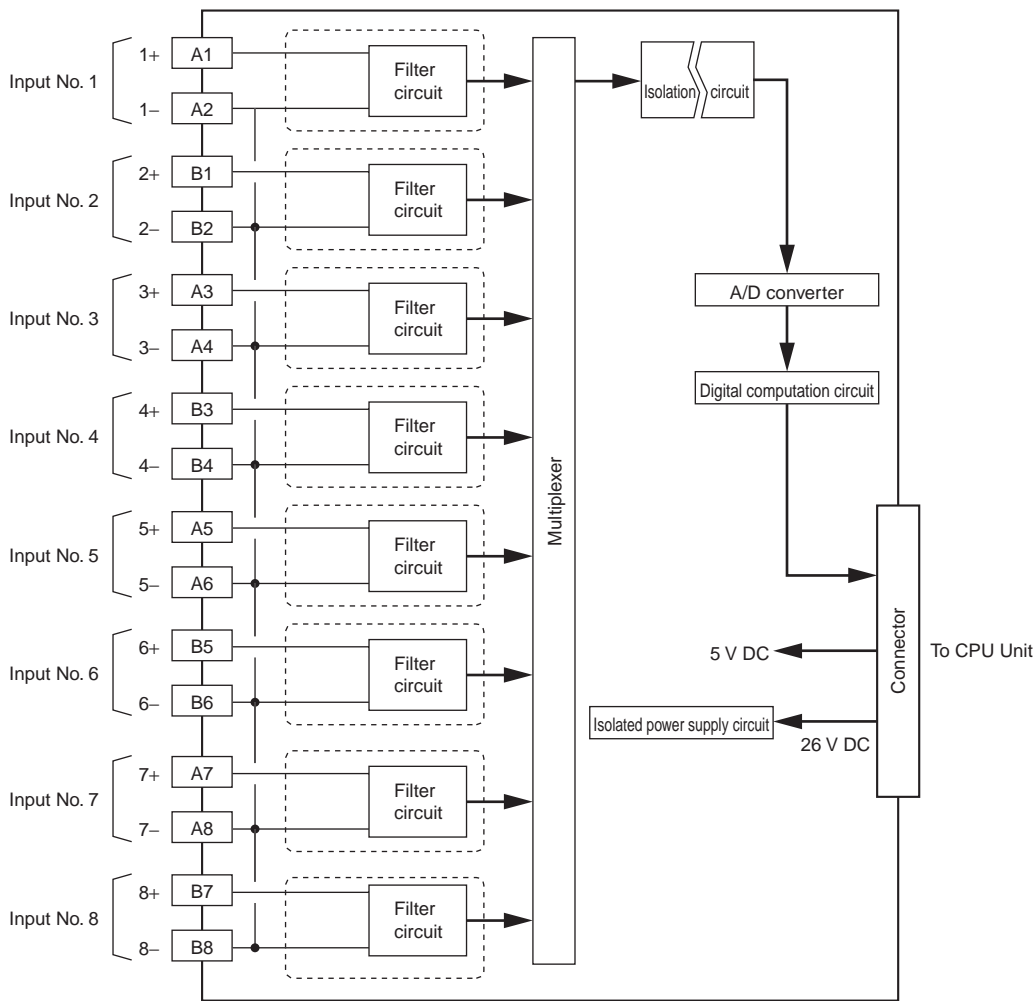 Input No. 1
1+
A1
1−
A2
Filter
circuit
Input No. 2
2+
B1
2−
B2
Filter
circuit
Input No. 3
3+
A3
3−
A4
Filter
circuit
Input No. 4
4+
B3
4−
B4
Filter
circuit
Input No. 5
5+
A5
5−
A6
Filter
circuit
Input No. 6
6+
B5
6−
B6
Filter
circuit
Input No. 7
7+
A7
7−
A8
Filter
circuit
Input No. 8
8+
B7
8−
B8
Filter
circuit
Multiplexer
Isolation circuit
A/D converter
Digital computation circuit
Connector
To CPU Unit
5 V DC
Isolated power supply circuit
26 V DC